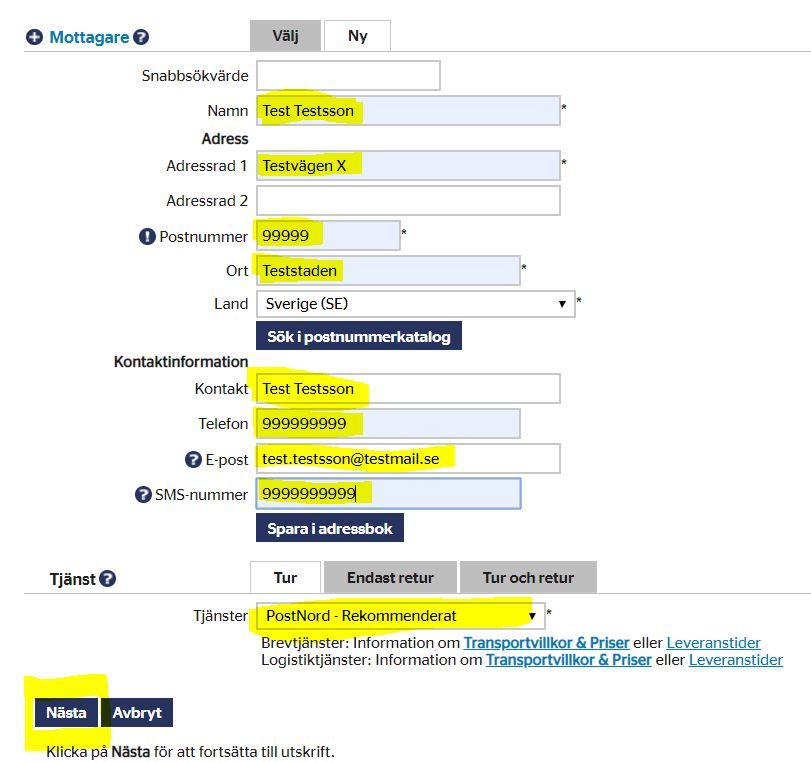 Mottagare Välj Ny
Snabbsökvärde
Namn Test Testsson *
Adress
Adressrad 1 Testvägen X *
Adressrad 2
Postnummer 99999 *
Ort Teststaden *
Land Sverige (SE) *
Sök i postnummerkatalog
Kontaktinformation
Kontakt Test Testsson
Telefon 999999999
E-post test.testsson@testmail.se
SMS-nummer 9999999999
Spara i adressbok
Tjänst Tur Endast retur Tur och retur
Tjänster PostNord - Rekommenderat *
Brevtjänster: Information om Transportvillkor & Priser eller Leveranstider
Logistiktjänster: Information om Transportvillkor & Priser eller Leveranstider
Nästa Avbryt
Klicka på Nästa för att fortsätta till utskrift.